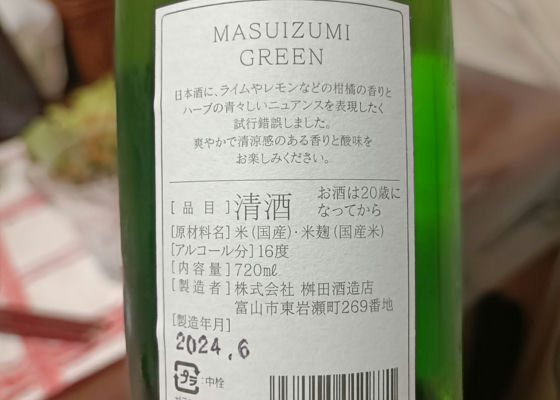 MASUIZUMI
GREEN
日本酒に、ライムやレモンなどの柑橘の香りと
ハーブの青々しいニュアンスを表現したく
試行錯誤しました。
爽やかで清涼感のある香りと酸味を
お楽しみください。
[品目]清酒 お酒は20歳に
なってから
[原材料名]米(国産)・米麹(国産米)
[アルコール分]16度
[内容量]720mℓ
[製造者]株式会社 桝田酒造店
富山市東岩瀬町269番地
[製造年月]
2024.6
プラ:中栓